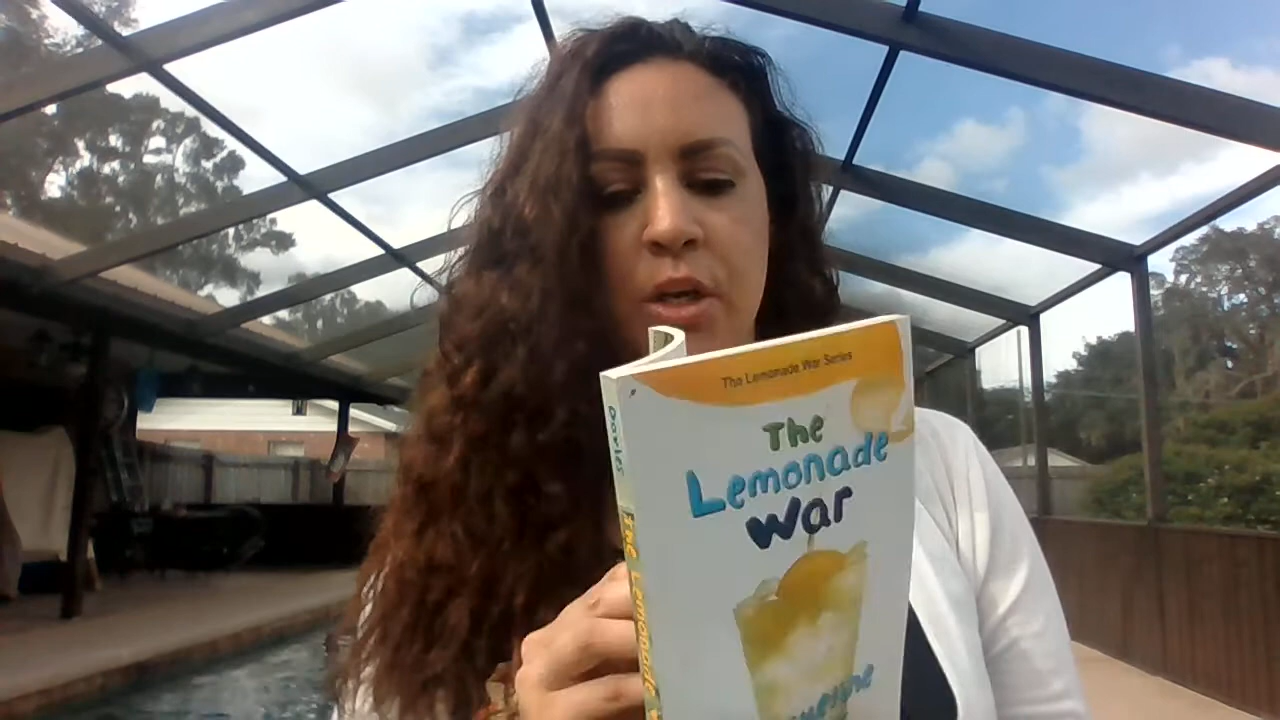 The Lemonade War Series
The
Lemonade
War
Davies
The Lemonade